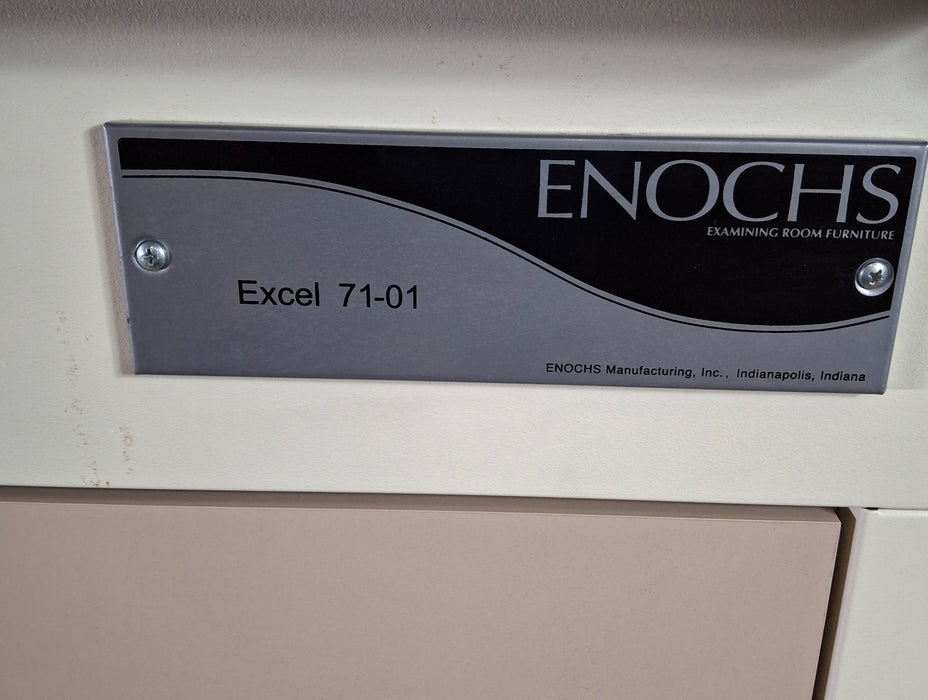 ENOCHS
EXAMINING ROOM FURNITURE
Excel 71-01
ENOCHS Manufacturing, Inc., Indianapolis, Indiana